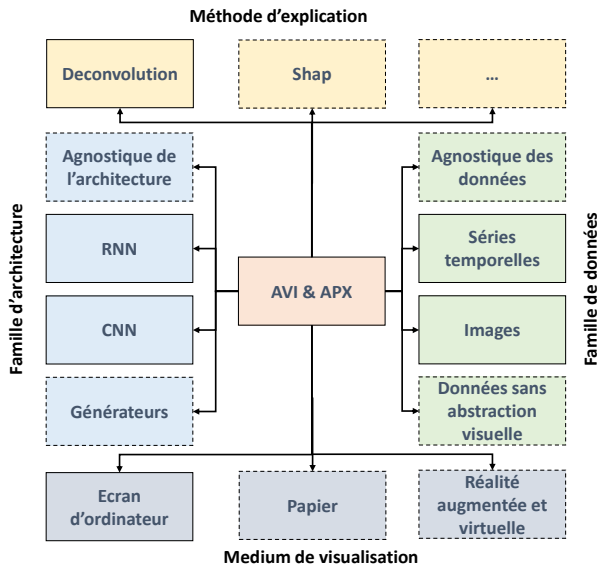 Méthode d'explication
Deconvolution
Shap
...
Famille d'architecture
Agnostique de
l'architecture
RNN
CNN
Générateurs
AVI & APX
Agnostique des
données
Séries
temporelles
Images
Données sans
abstraction
visuelle
Famille de données
Ecran
d'ordinateur
Papier
Réalité
augmentée et
virtuelle
Medium de visualisation